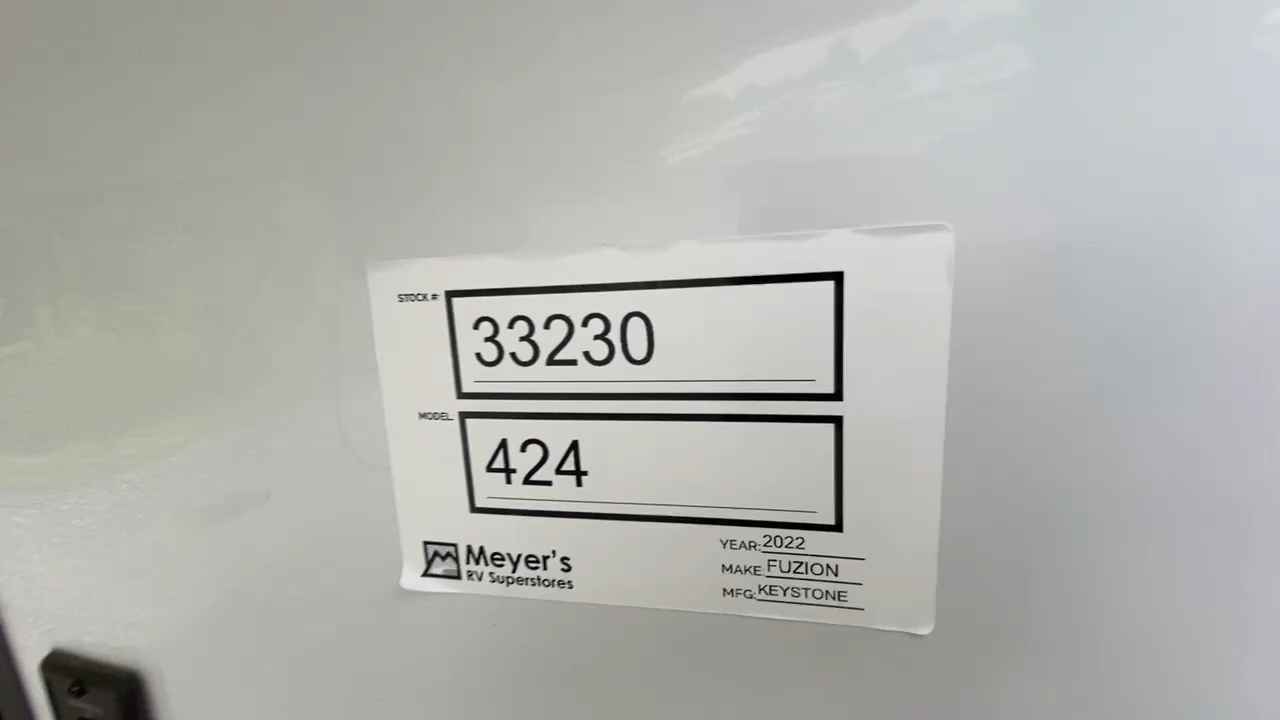 STOCK #:
33230
MODEL:
424
Meyer's
RV Superstores
YEAR: 2022
MAKE FUZION
MFG: KEYSTONE